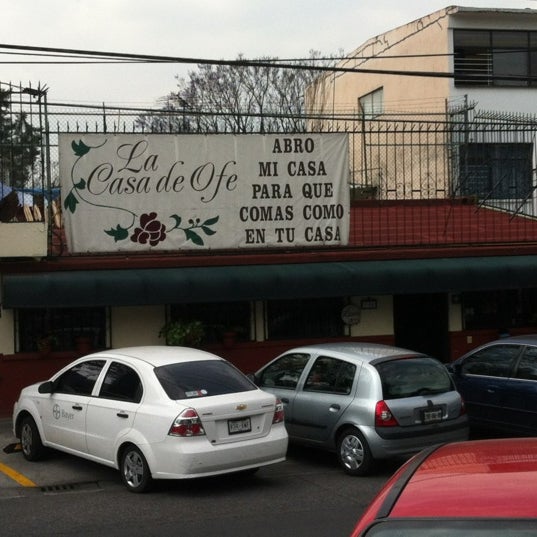 La
Casa de Ofe
ABRO
MI CASA
PARA QUE
COMAS COMO
EN TU CASA
Bayer